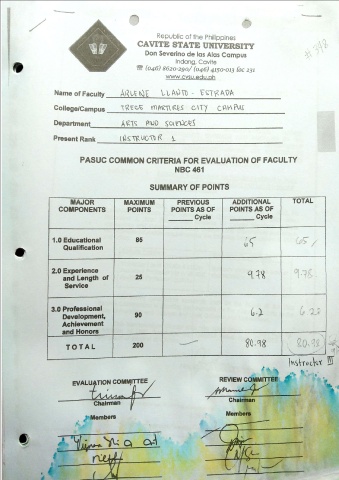 Republic of the Philippines
CAVITE STATE UNIVERSITY
Don Severino de las Alas Campus
Indang, Cavite
☎ (046) 8620-290/ (046) 4150-013 loc 231
www.cvsu.edu.ph
# 398
Name of Faculty ARLENE LLANTO - ESTRADA
College/Campus TRECE MARTIRES CITY CAMPUS
Department ARTS AND SCIENCES
Present Rank INSTRUCTOR 1
PASUC COMMON CRITERIA FOR EVALUATION OF FACULTY
NBC 461
SUMMARY OF POINTS
MAJOR COMPONENTS MAXIMUM POINTS PREVIOUS POINTS AS OF ______ Cycle ADDITIONAL POINTS AS OF ______ Cycle TOTAL
1.0 Educational Qualification 85 65 65
2.0 Experience and Length of Service 25 9.78 9.78
3.0 Professional Development, Achievement and Honors 90 6.2 6.20
TOTAL 200 — 80.98 80.98
Instructor III
EVALUATION COMMITTEE REVIEW COMMITTEE
Chairman Chairman
Members Members